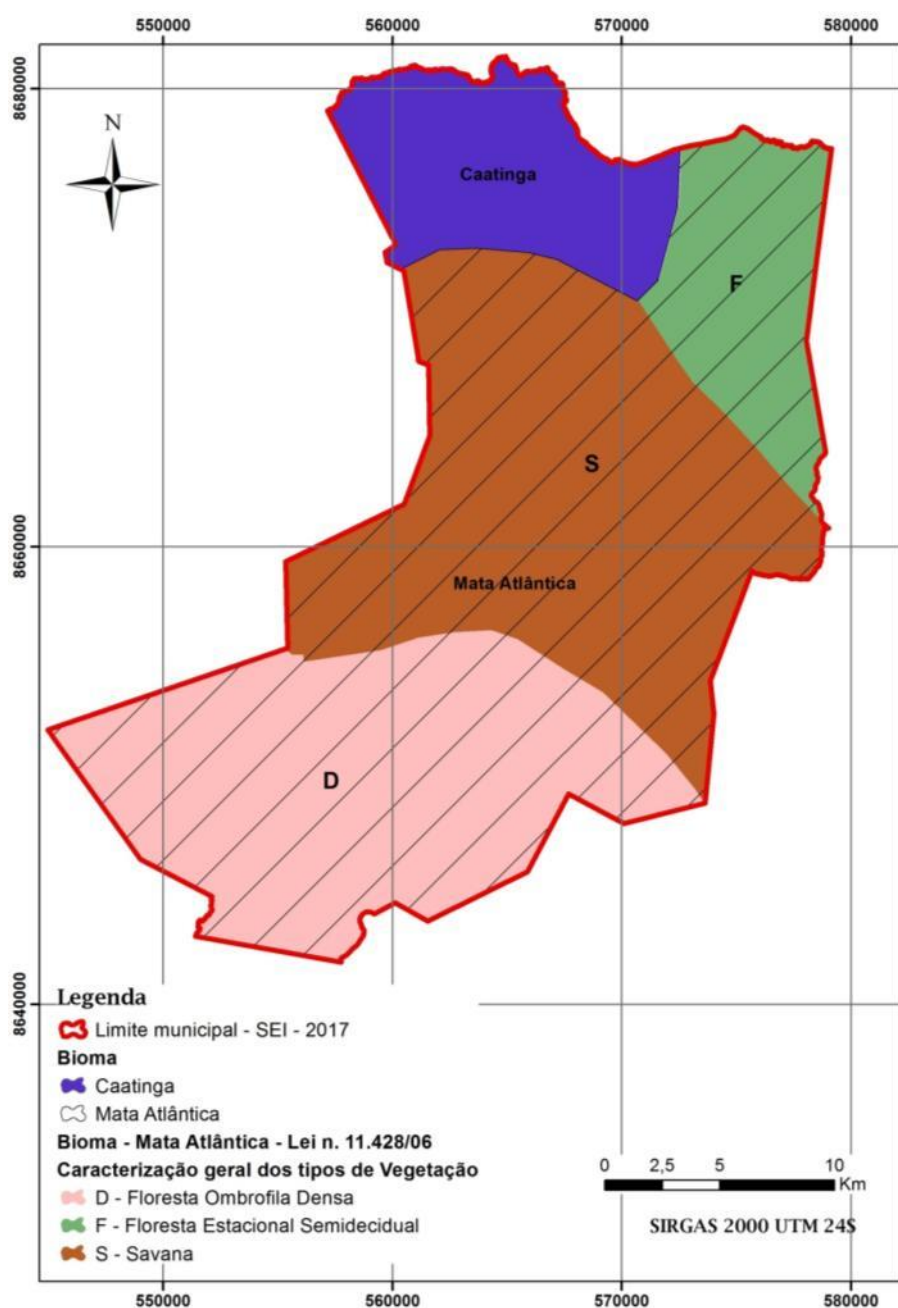 550000 560000 570000 580000
8680000
N
Caatinga
F
S
8660000
Mata Atlântica
D
8640000
Legenda
Limite municipal - SEI - 2017
Bioma
Caatinga
Mata Atlântica
Bioma - Mata Atlântica - Lei n. 11.428/06
Caracterização geral dos tipos de Vegetação
D - Floresta Ombrofila Densa
F - Floresta Estacional Semidecidual
S - Savana
0 2,5 5 10
Km
SIRGAS 2000 UTM 24S
550000 560000 570000 580000